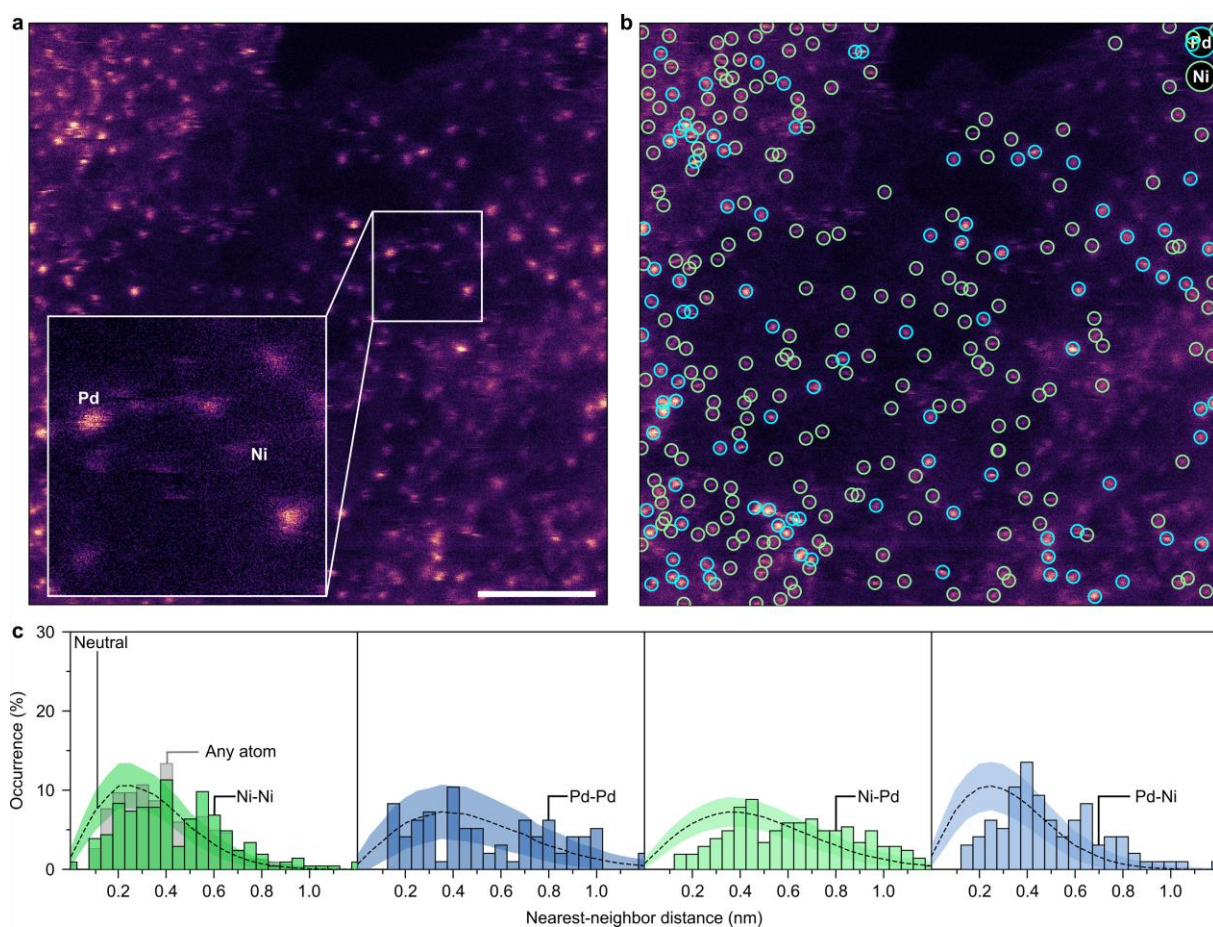 a
b
Pd
Ni
Pd
Ni
c
30
20
10
0
Occurrence (%)
Neutral
Any atom
Ni-Ni
Pd-Pd
Ni-Pd
Pd-Ni
0.2 0.4 0.6 0.8 1.0 0.2 0.4 0.6 0.8 1.0 0.2 0.4 0.6 0.8 1.0 0.2 0.4 0.6 0.8 1.0
Nearest-neighbor distance (nm)